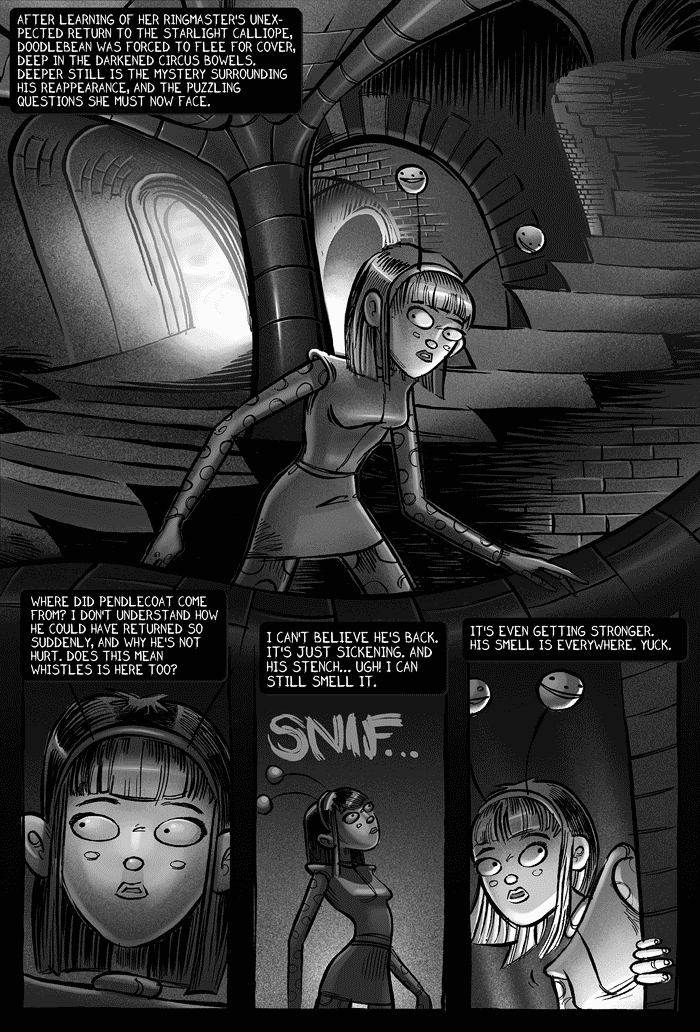 AFTER LEARNING OF HER RINGMASTER'S UNEX-
PECTED RETURN TO THE STARLIGHT CALLIOPE,
DOODLEBEAN WAS FORCED TO FLEE FOR COVER,
DEEP IN THE DARKENED CIRCUS BOWELS.
DEEPER STILL IS THE MYSTERY SURROUNDING
HIS REAPPEARANCE, AND THE PUZZLING
QUESTIONS SHE MUST NOW FACE.
WHERE DID PENDLECOAT COME
FROM? I DON'T UNDERSTAND HOW
HE COULD HAVE RETURNED SO
SUDDENLY, AND WHY HE'S NOT
HURT. DOES THIS MEAN
WHISTLES IS HERE TOO?
I CAN'T BELIEVE HE'S BACK.
IT'S JUST SICKENING. AND
HIS STENCH... UGH! I CAN
STILL SMELL IT.
SNIF...
IT'S EVEN GETTING STRONGER.
HIS SMELL IS EVERYWHERE. YUCK.